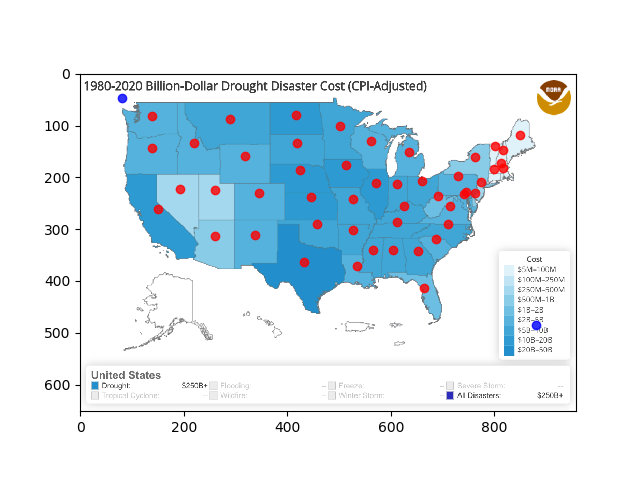 0
1980-2020 Billion-Dollar Drought Disaster Cost (CPI-Adjusted)
NOAA
100
200
300
400
500
600
Cost
$5M–100M
$100M–250M
$250M–500M
$500M–1B
$1B–2B
$2B–5B
$5B–10B
$10B–20B
$20B–50B
United States
Drought: $250B+ Flooding: -- Freeze: -- Severe Storm: --
Tropical Cyclone: -- Wildfire: -- Winter Storm: -- All Disasters: $250B+
0 200 400 600 800